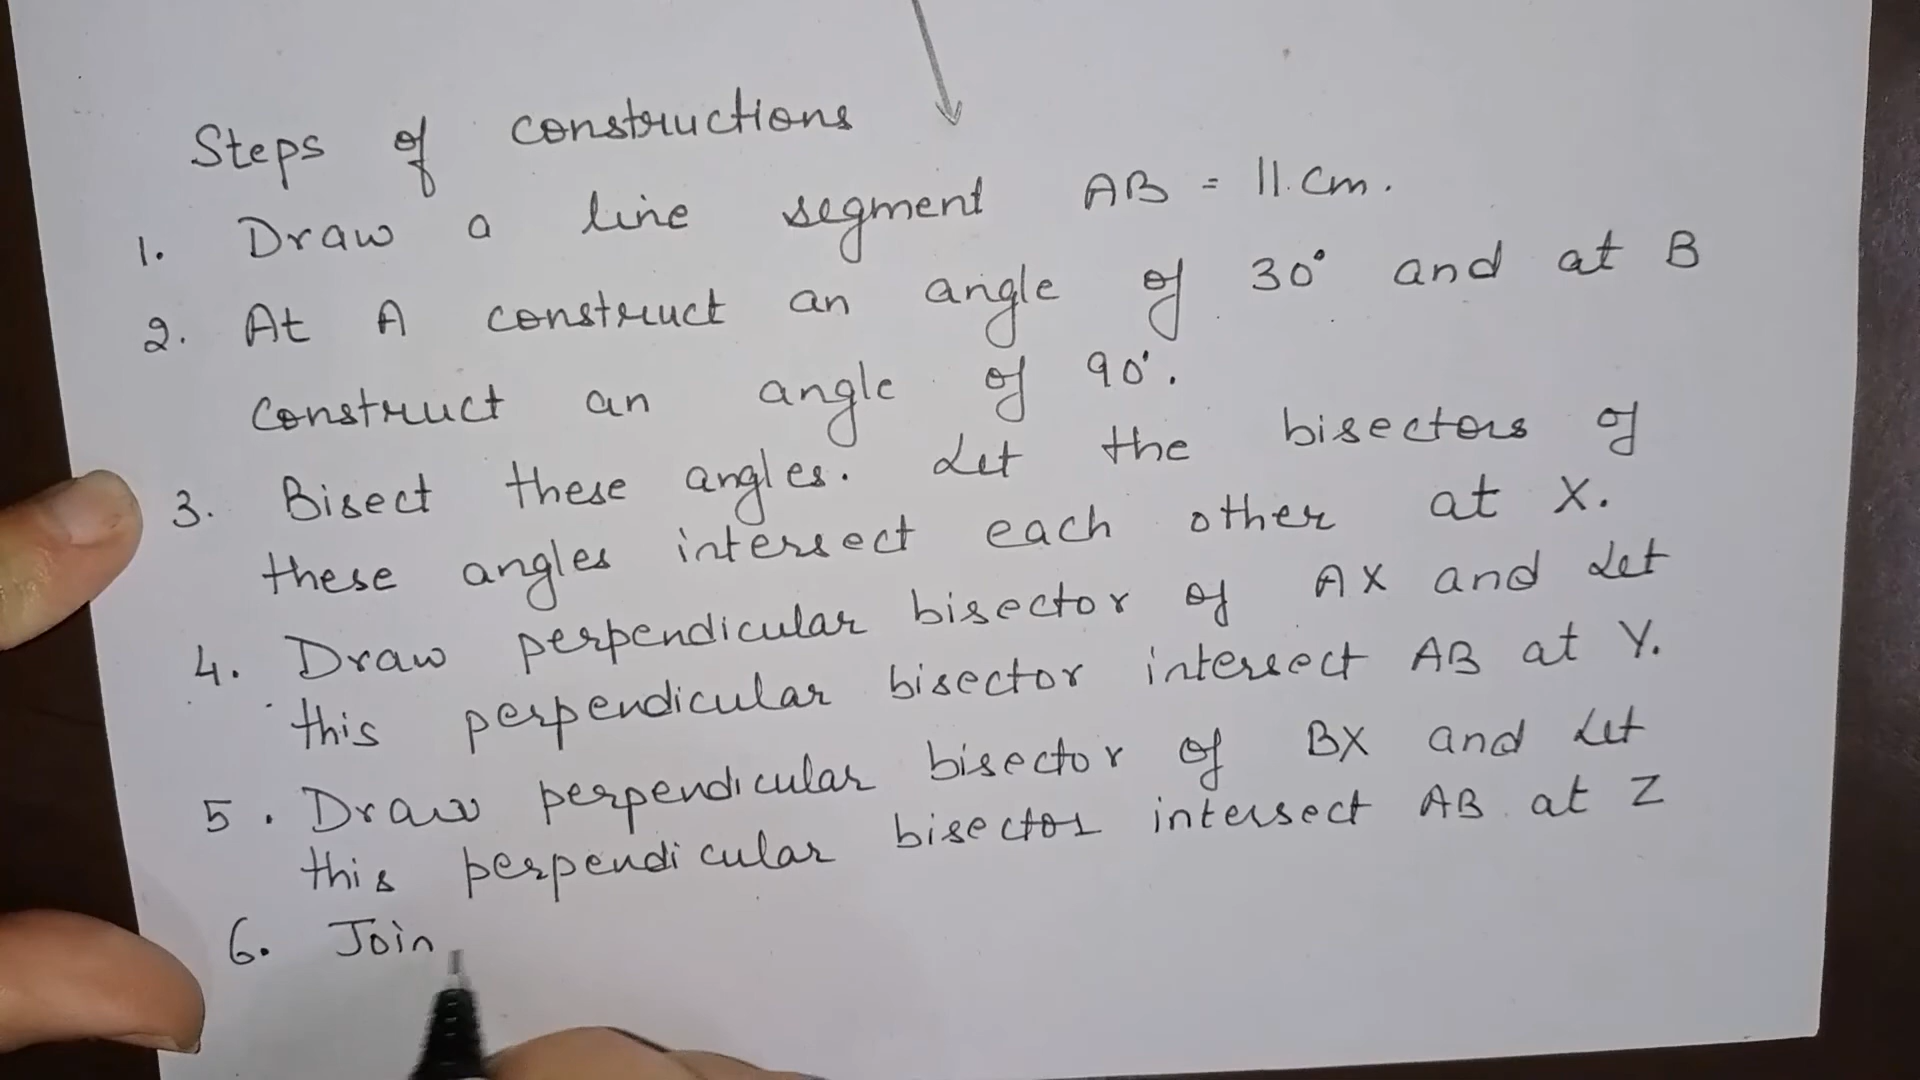 Steps of constructions
1. Draw a line segment AB = 11.cm.
2. At A construct an angle of 30° and at B
construct an angle of 90°.
3. Bisect these angles. Let the bisectors of
these angles intersect each other at X.
4. Draw perpendicular bisector of AX and Let
this perpendicular bisector intersect AB at Y.
5. Draw perpendicular bisector of BX and Let
this perpendicular bisector intersect AB at Z
6. Join